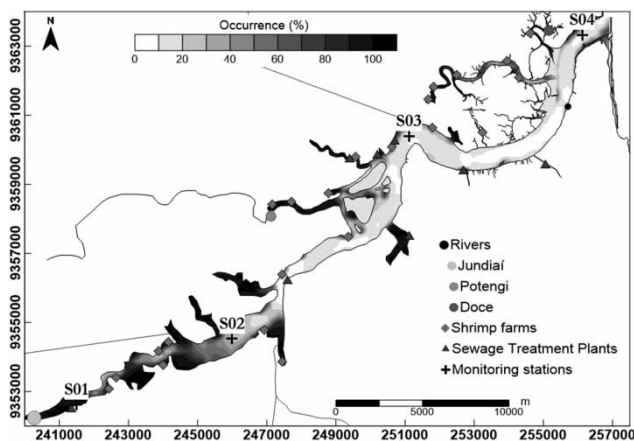 N
Occurrence (%)
0 20 40 60 80 100
S04
S03
S02
S01
Rivers
Jundiaí
Potengi
Doce
Shrimp farms
Sewage Treatment Plants
Monitoring stations
m
0 5000 10000
9363000
9361000
9359000
9357000
9355000
9353000
241000 243000 245000 247000 249000 251000 253000 255000 257500